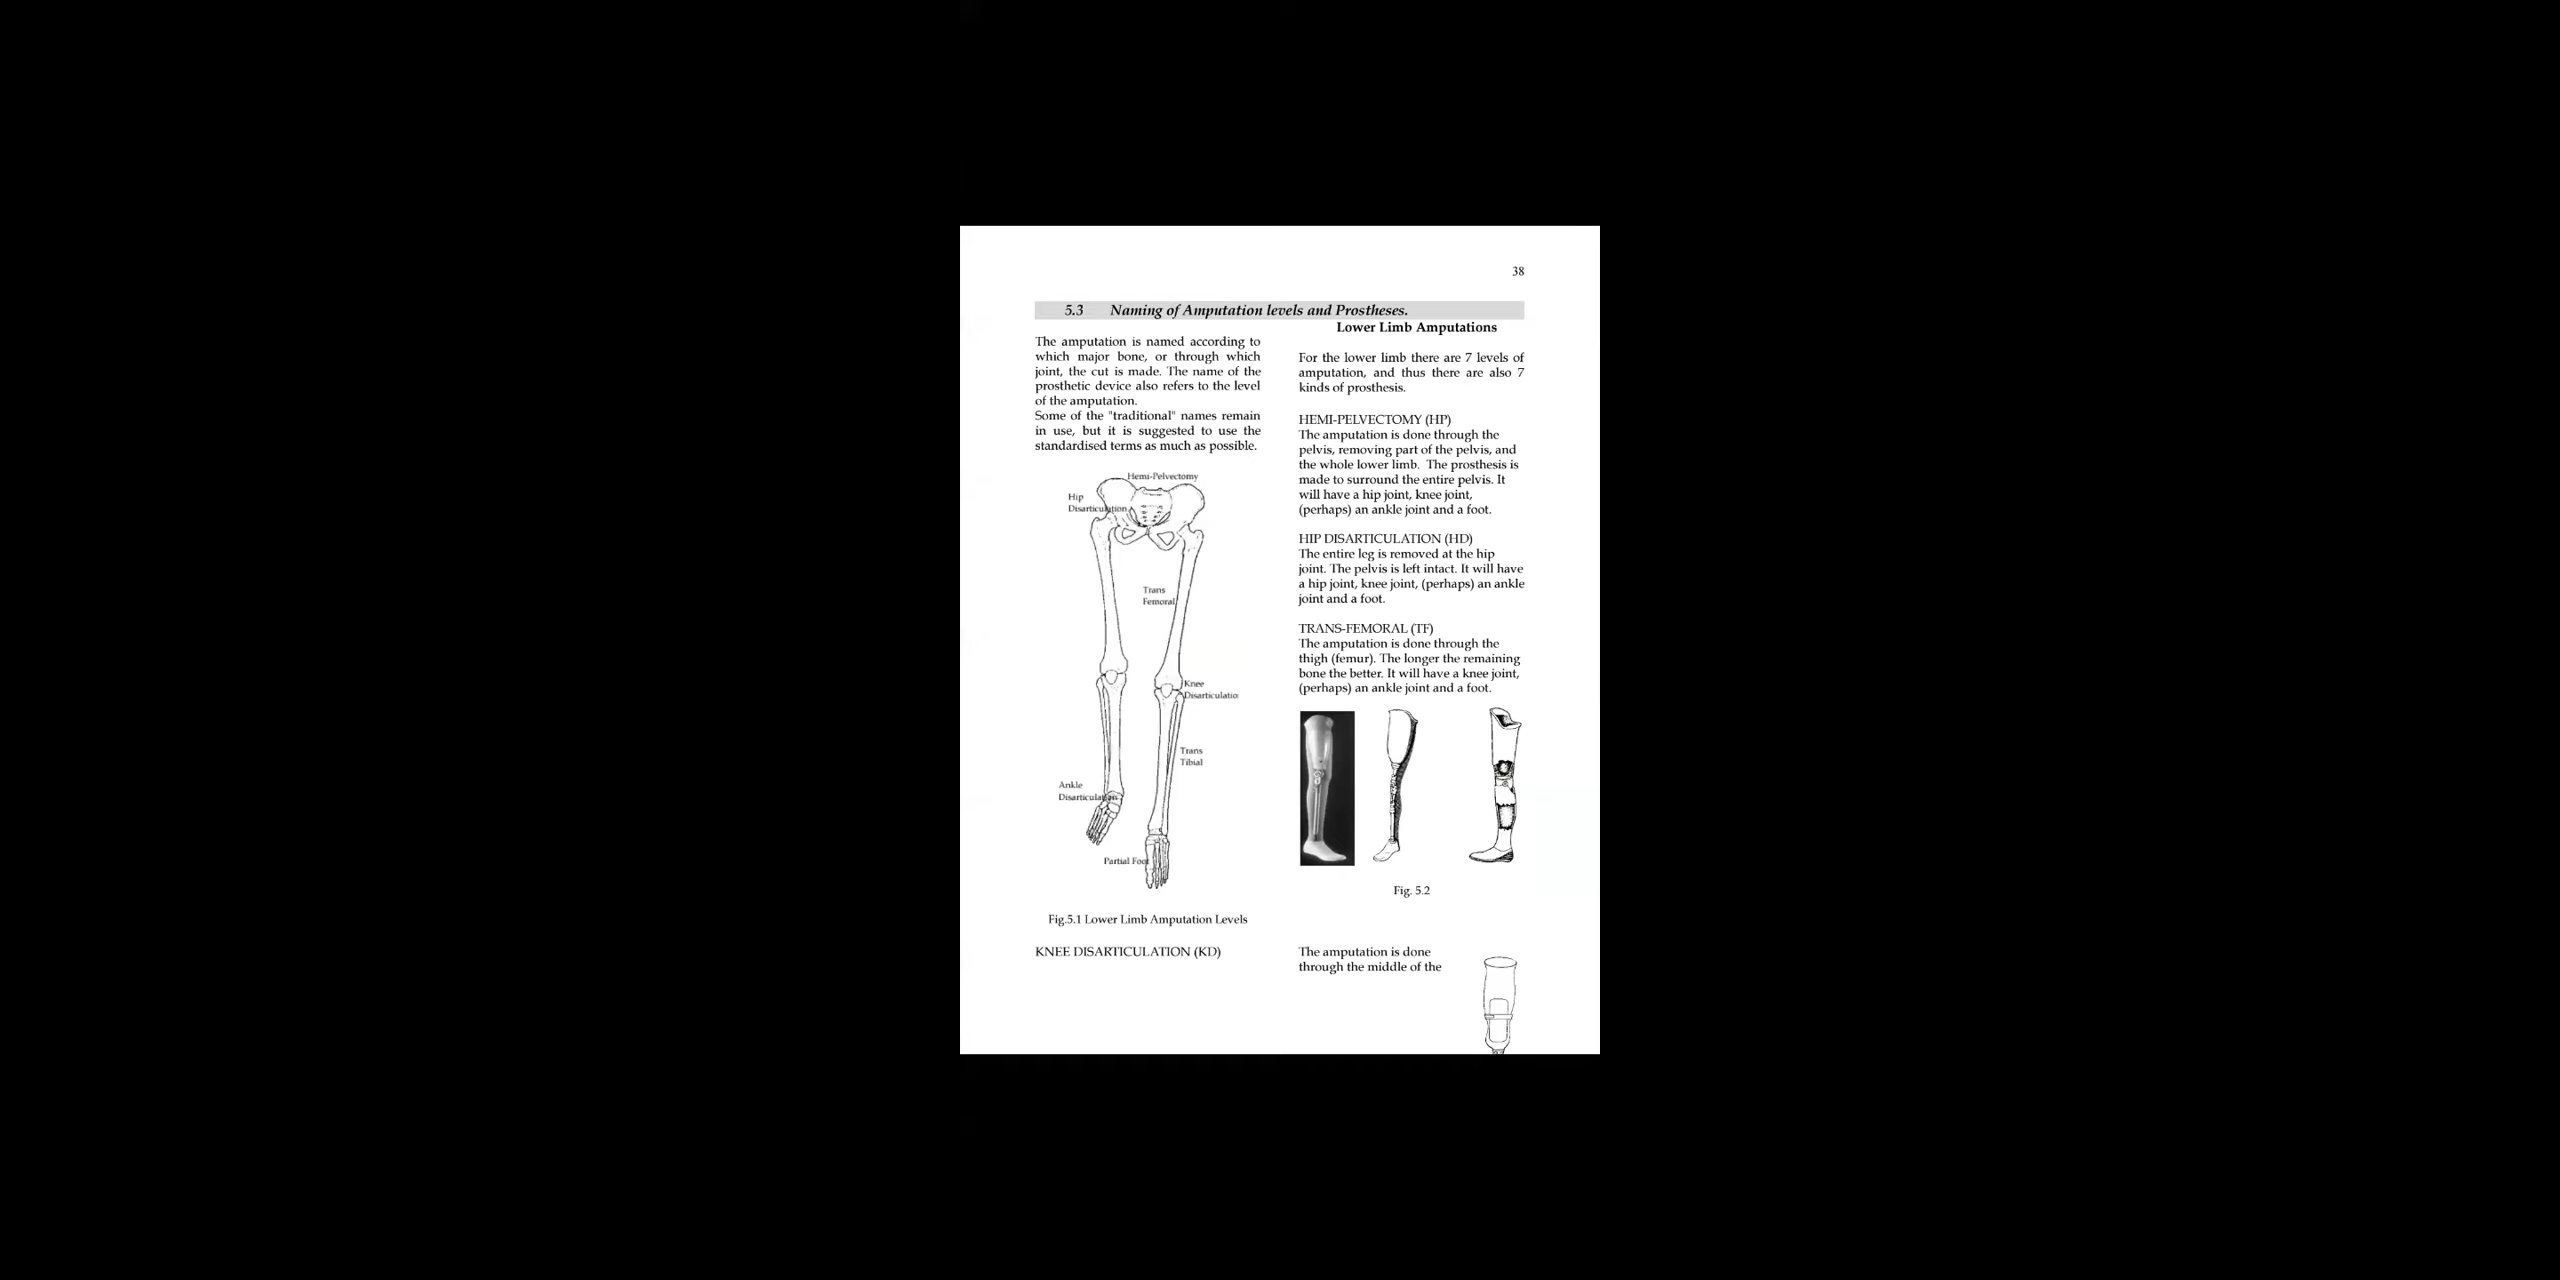 38
5.3 Naming of Amputation levels and Prostheses.
The amputation is named according to
which major bone, or through which
joint, the cut is made. The name of the
prosthetic device also refers to the level
of the amputation.
Some of the "traditional" names remain
in use, but it is suggested to use the
standardised terms as much as possible.
Hemi-Pelvectomy
Hip
Disarticulation
Trans
Femoral
Knee
Disarticulatio
Trans
Tibial
Ankle
Disarticulation
Partial Foot
Fig.5.1 Lower Limb Amputation Levels
KNEE DISARTICULATION (KD)
Lower Limb Amputations
For the lower limb there are 7 levels of
amputation, and thus there are also 7
kinds of prosthesis.
HEMI-PELVECTOMY (HP)
The amputation is done through the
pelvis, removing part of the pelvis, and
the whole lower limb. The prosthesis is
made to surround the entire pelvis. It
will have a hip joint, knee joint,
(perhaps) an ankle joint and a foot.
HIP DISARTICULATION (HD)
The entire leg is removed at the hip
joint. The pelvis is left intact. It will have
a hip joint, knee joint, (perhaps) an ankle
joint and a foot.
TRANS-FEMORAL (TF)
The amputation is done through the
thigh (femur). The longer the remaining
bone the better. It will have a knee joint,
(perhaps) an ankle joint and a foot.
Fig. 5.2
The amputation is done
through the middle of the